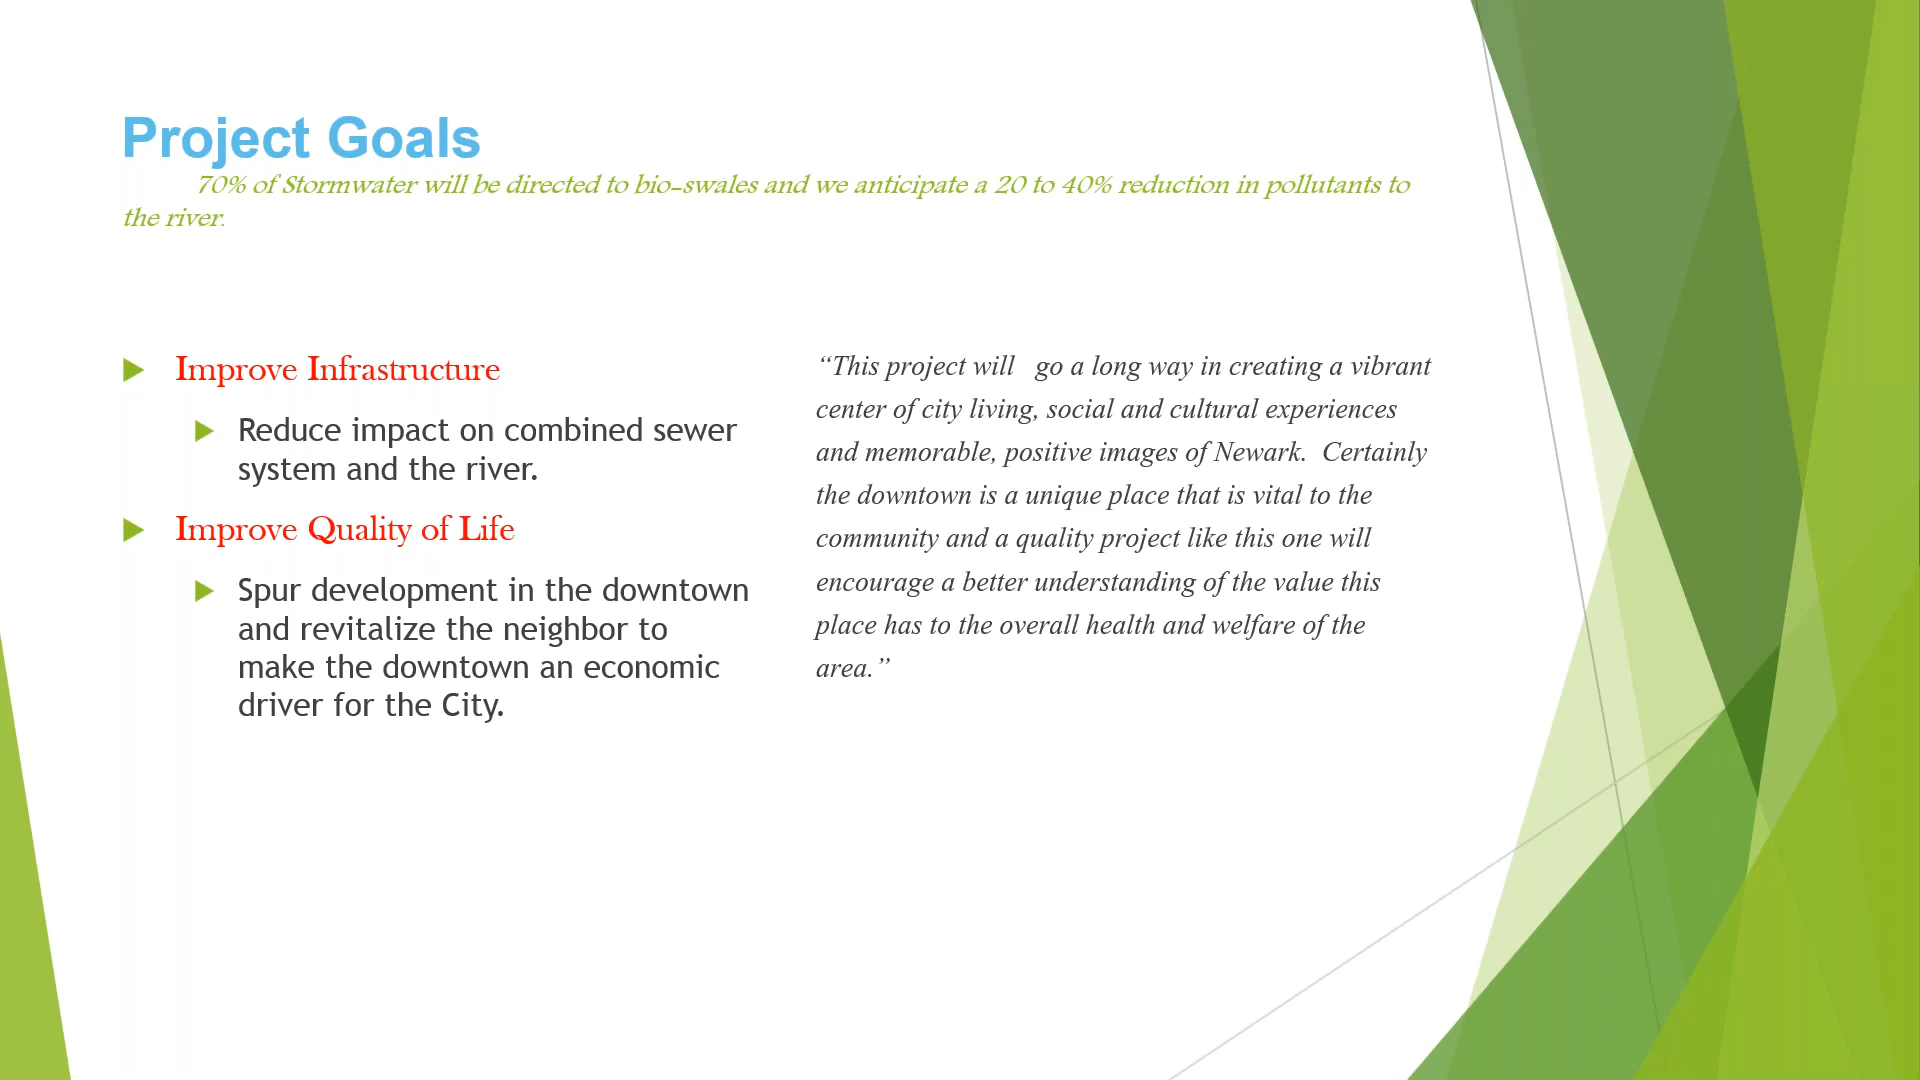 Project Goals
70% of Stormwater will be directed to bio-swales and we anticipate a 20 to 40% reduction in pollutants to
the river.
Improve Infrastructure
Reduce impact on combined sewer
system and the river.
Improve Quality of Life
Spur development in the downtown
and revitalize the neighbor to
make the downtown an economic
driver for the City.
“This project will go a long way in creating a vibrant
center of city living, social and cultural experiences
and memorable, positive images of Newark. Certainly
the downtown is a unique place that is vital to the
community and a quality project like this one will
encourage a better understanding of the value this
place has to the overall health and welfare of the
area.”